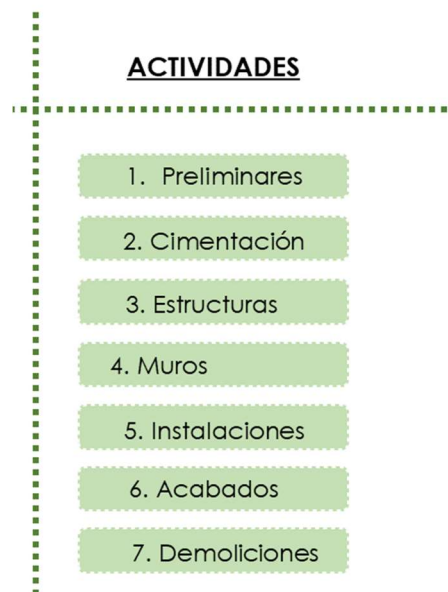 ACTIVIDADES
1. Preliminares
2. Cimentación
3. Estructuras
4. Muros
5. Instalaciones
6. Acabados
7. Demoliciones